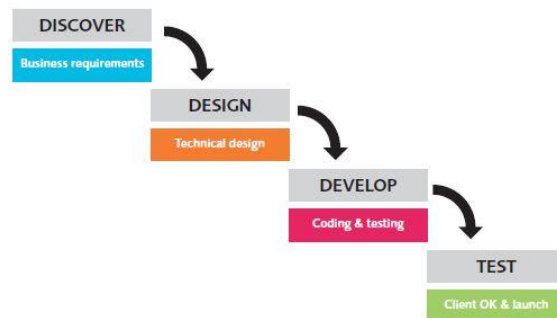 DISCOVER
Business requirements
DESIGN
Technical design
DEVELOP
Coding & testing
TEST
Client OK & launch